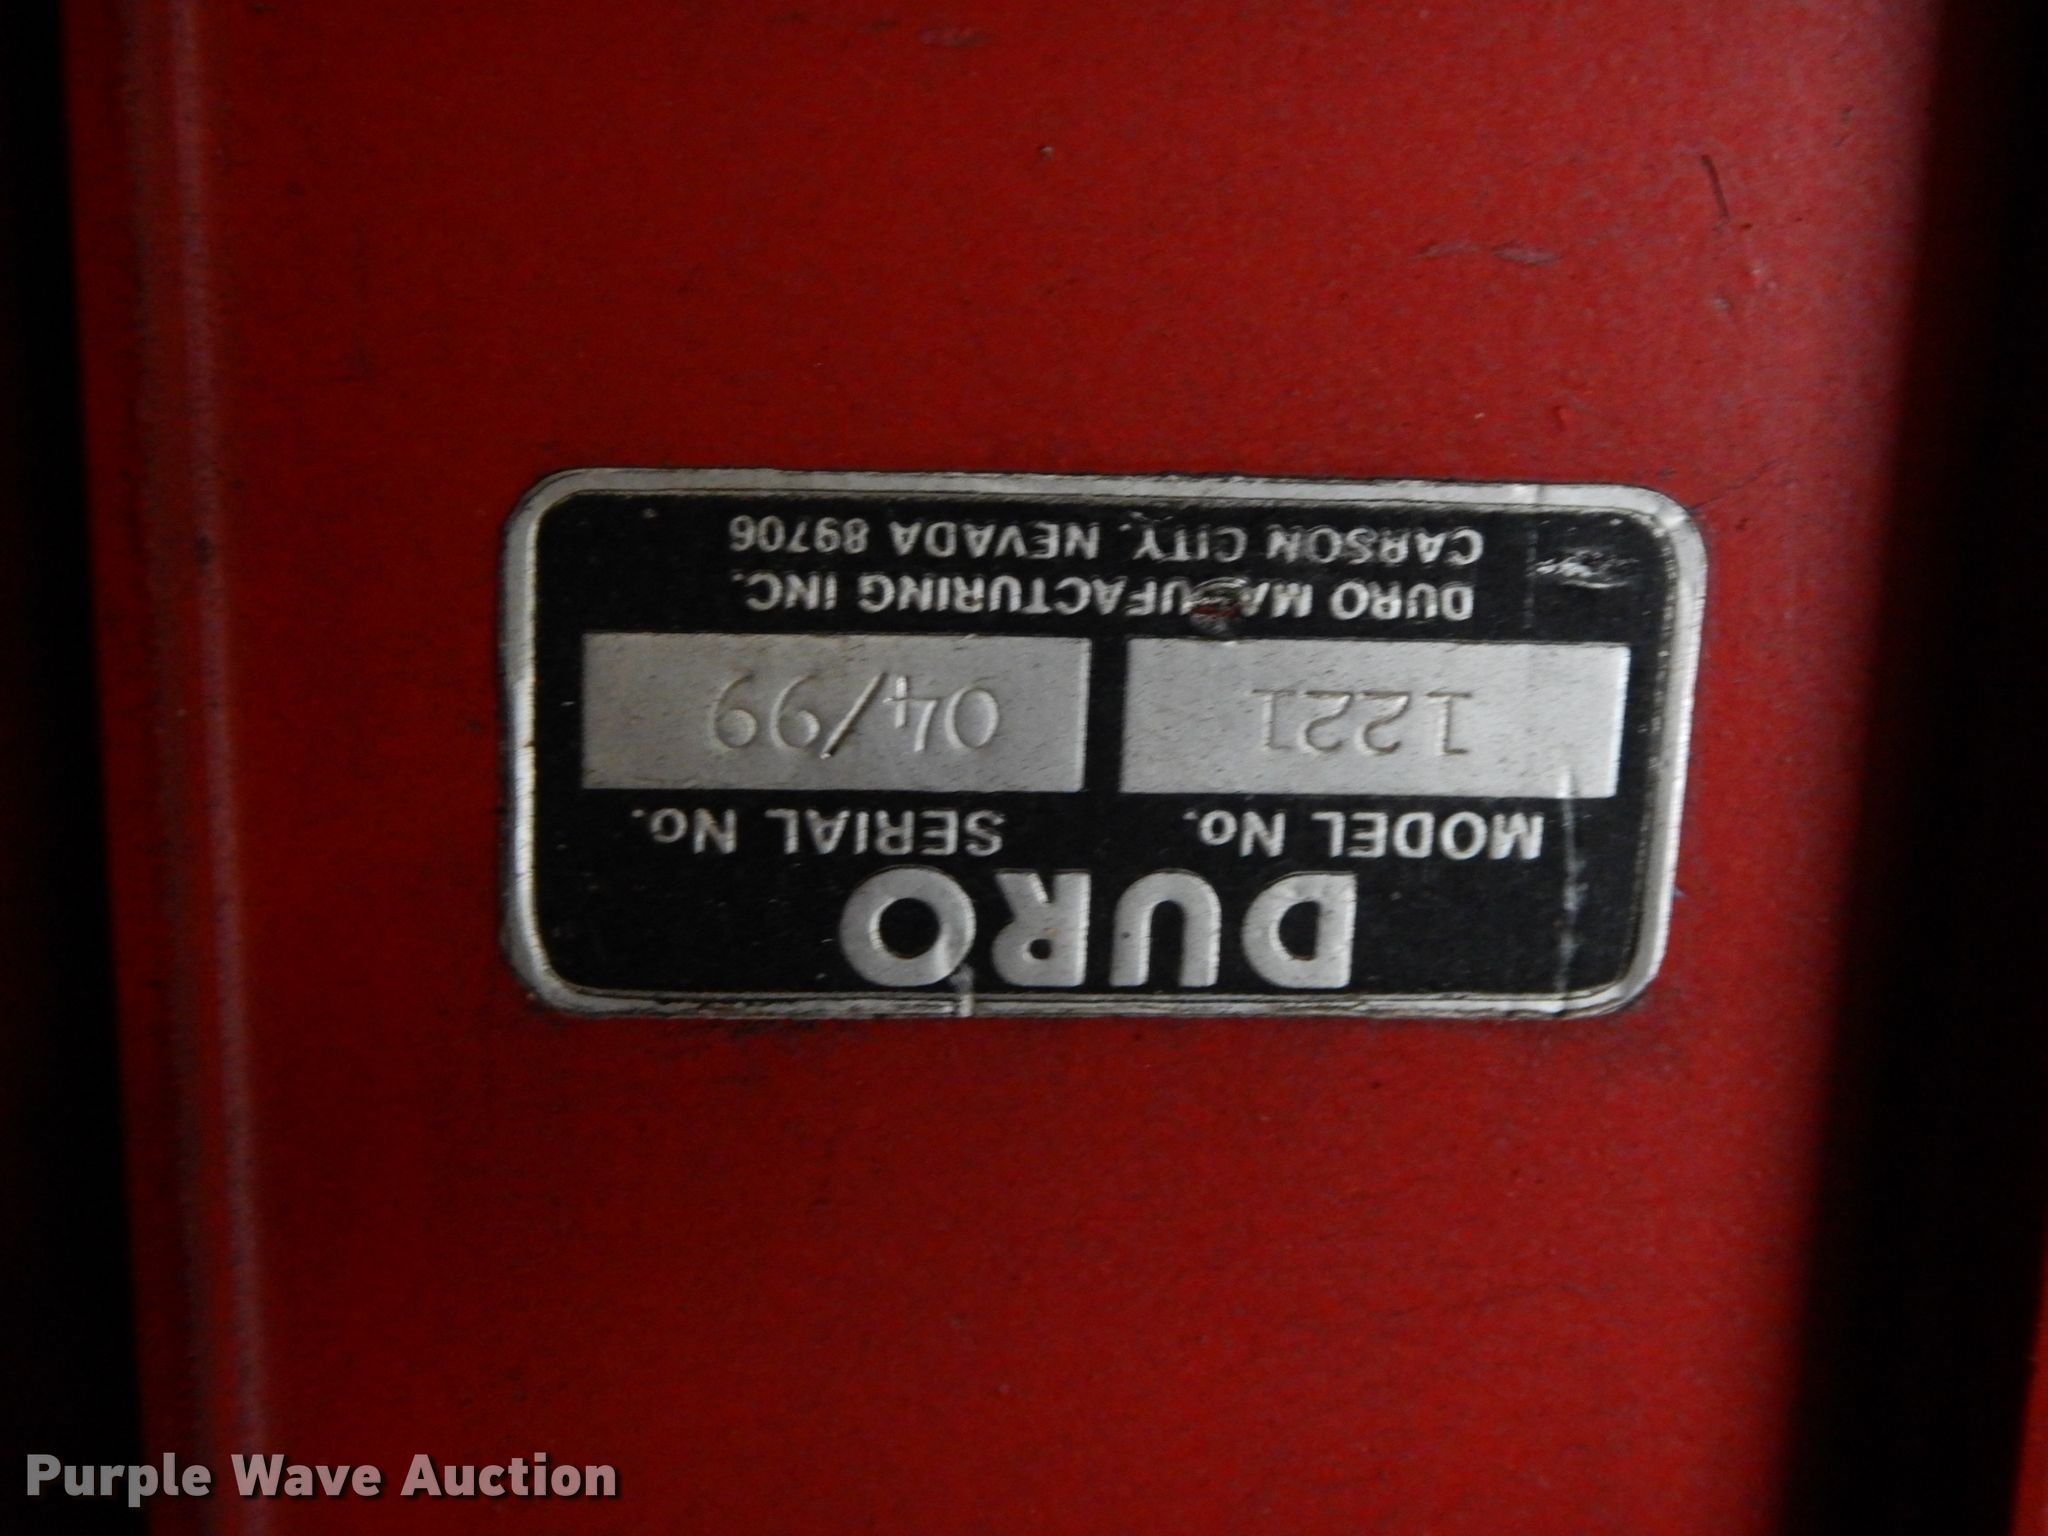 DURO
MODEL No. SERIAL No.
1221 04/99
DURO MANUFACTURING INC.
CARSON CITY, NEVADA 89706
Purple Wave Auction